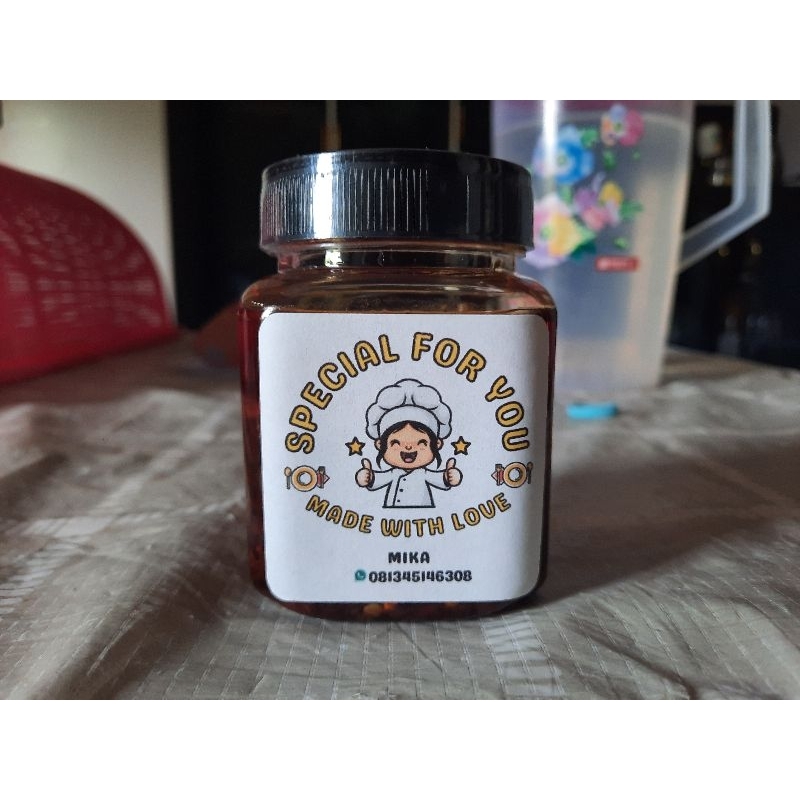 SPECIAL FOR YOU
MADE WITH LOVE
MIKA
081345146308